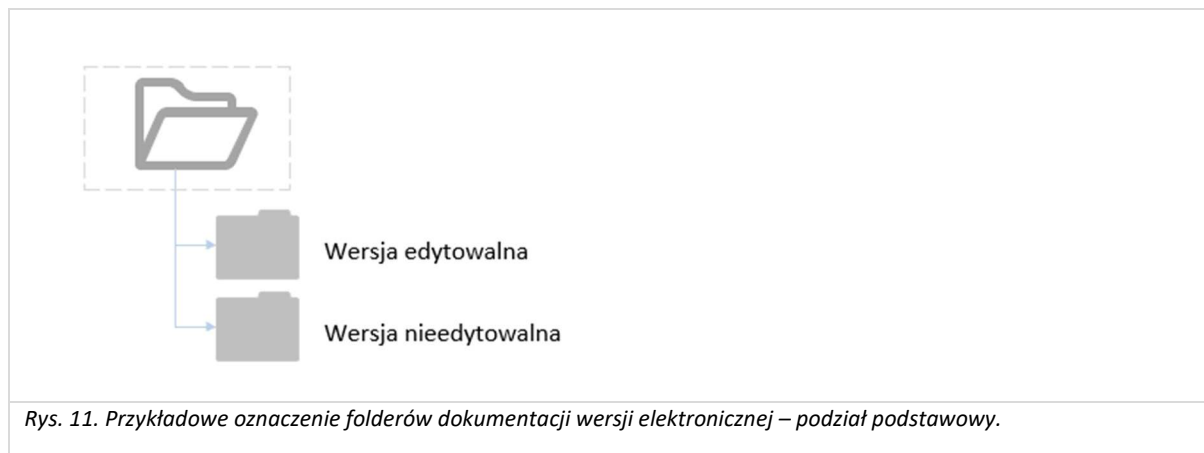 Wersja edytowalna
Wersja nieedytowalna
Rys. 11. Przykładowe oznaczenie folderów dokumentacji wersji elektronicznej – podział podstawowy.